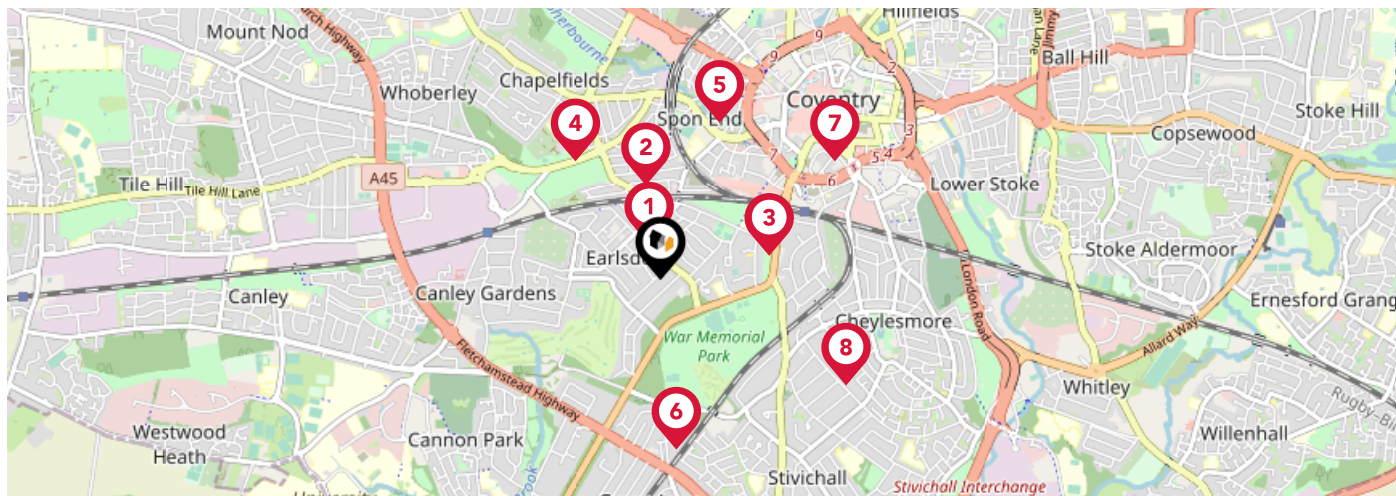 Hillfields
Mount Nod
Ball Hill
Chapelfields
Whoberley
Coventry
Stoke Hill
Spon End
Copsewood
Tile Hill
Tile Hill Lane
A45
Lower Stoke
Earlsd
Stoke Aldermoor
Canley
Canley Gardens
London Road
Ernesford Grang
War Memorial
Park
Cheylesmore
Allard Way
Fletchamstead Highway
Whitley
Westwood
Heath
Cannon Park
Willenhall
Stivichall
Stivichall Interchange
9
9
2
3
5
4
6
7
1
2
3
4
5
6
7
8